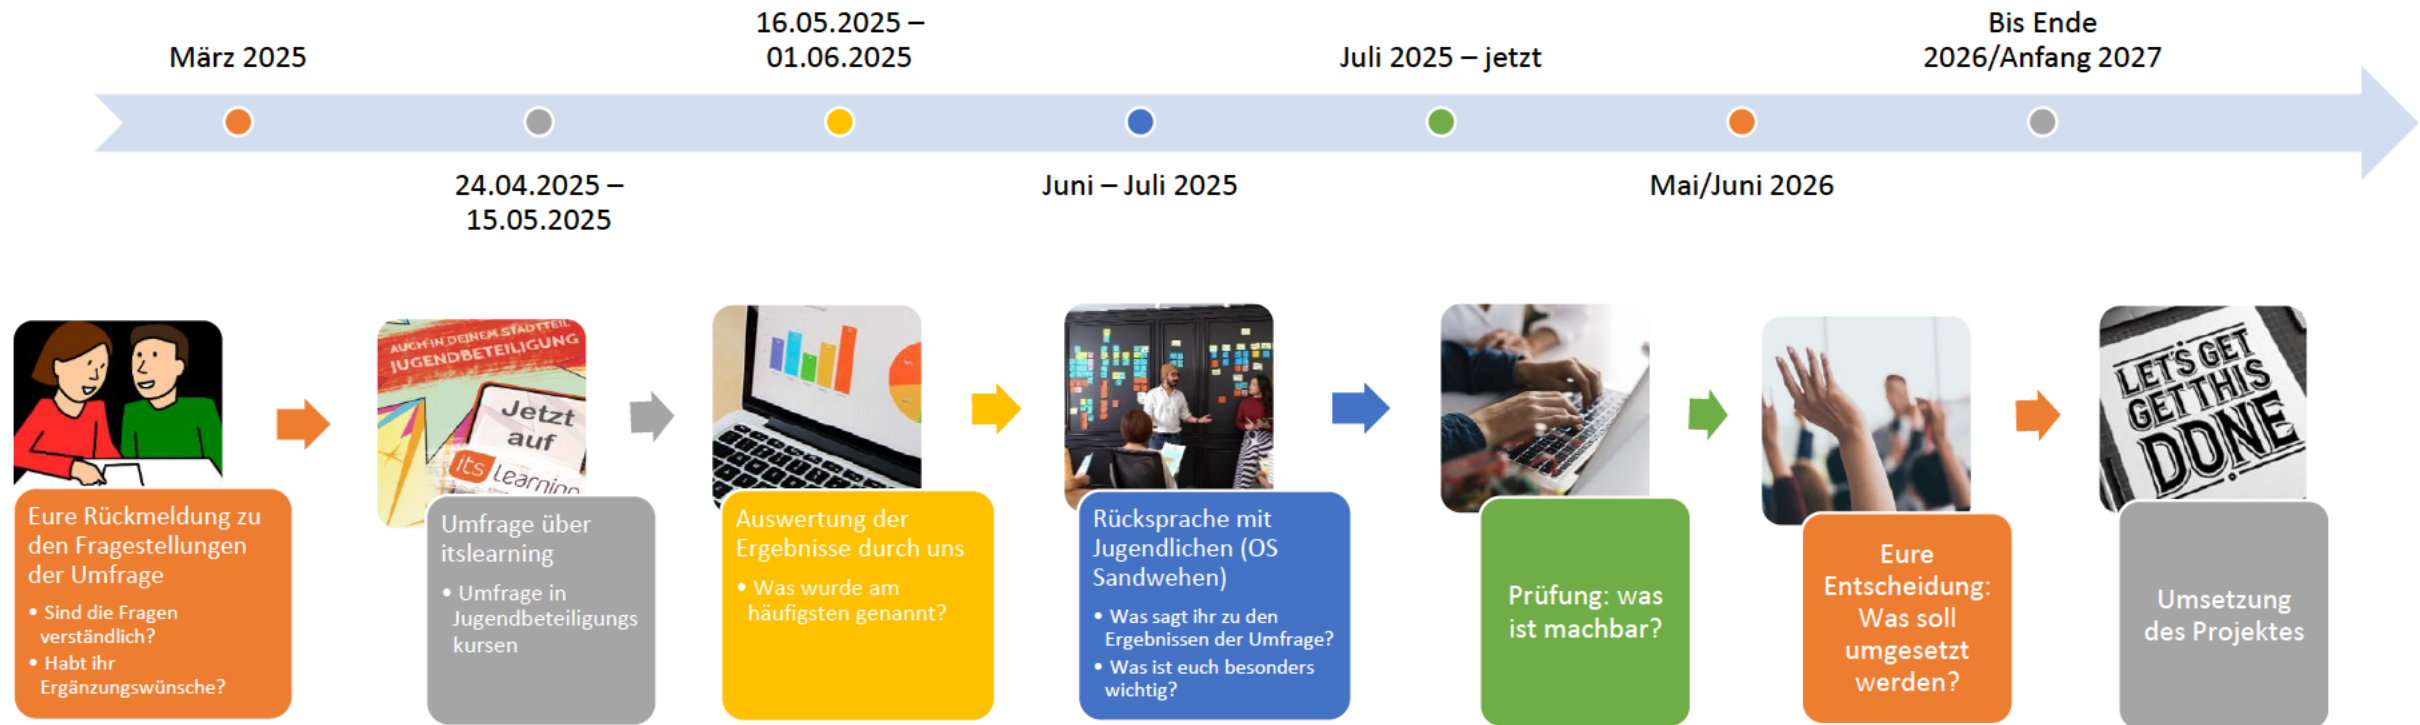 März 2025
16.05.2025 –
01.06.2025
Juli 2025 – jetzt
Bis Ende
2026/Anfang 2027
24.04.2025 –
15.05.2025
Juni – Juli 2025
Mai/Juni 2026
AUCH IN DEINEM STADTTEIL
JUGENDBETEILIGUNG
Jetzt
auf
its Learning
LET'S GET
GET THIS
DONE
Eure Rückmeldung zu
den Fragestellungen
der Umfrage
• Sind die Fragen
verständlich?
• Habt ihr
Ergänzungswünsche?
Umfrage über
itslearning
• Umfrage in
Jugendbeteiligungs
kursen
Auswertung der
Ergebnisse durch uns
• Was wurde am
häufigsten genannt?
Rücksprache mit
Jugendlichen (OS
Sandwehen)
• Was sagt ihr zu den
Ergebnissen der Umfrage?
• Was ist euch besonders
wichtig?
Prüfung: was
ist machbar?
Eure
Entscheidung:
Was soll
umgesetzt
werden?
Umsetzung
des Projektes